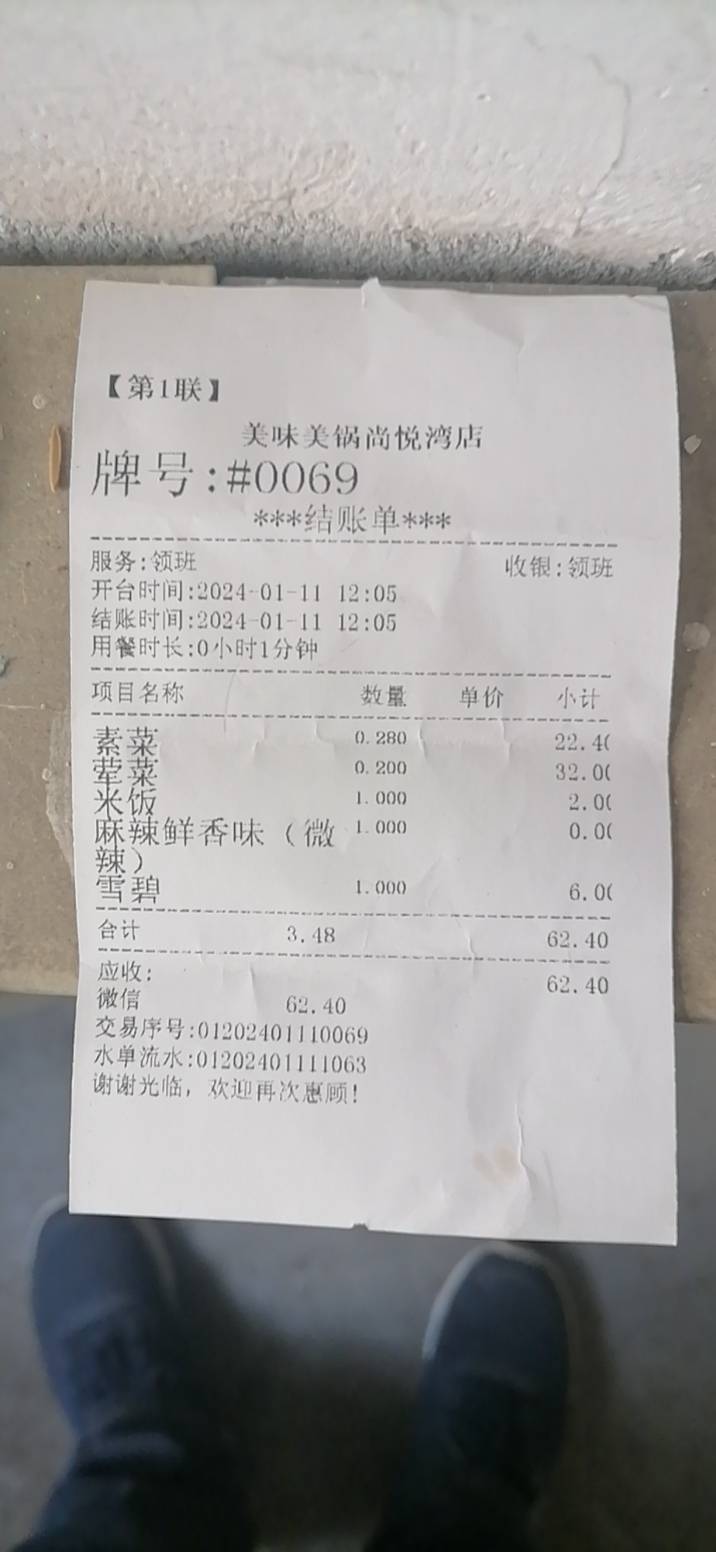 【第1联】
美味美锅尚悦湾店
牌号:#0069
***结账单***
服务:领班 收银:领班
开台时间:2024-01-11 12:05
结账时间:2024-01-11 12:05
用餐时长:0小时1分钟
项目名称 数量 单价 小计
素菜 0.280 22.40
荤菜 0.200 32.00
米饭 1.000 2.00
麻辣鲜香味（微 1.000 0.00
辣）
雪碧 1.000 6.00
合计 3.48 62.40
应收: 62.40
微信 62.40
交易序号:01202401110069
水单流水:01202401111063
谢谢光临，欢迎再次惠顾!